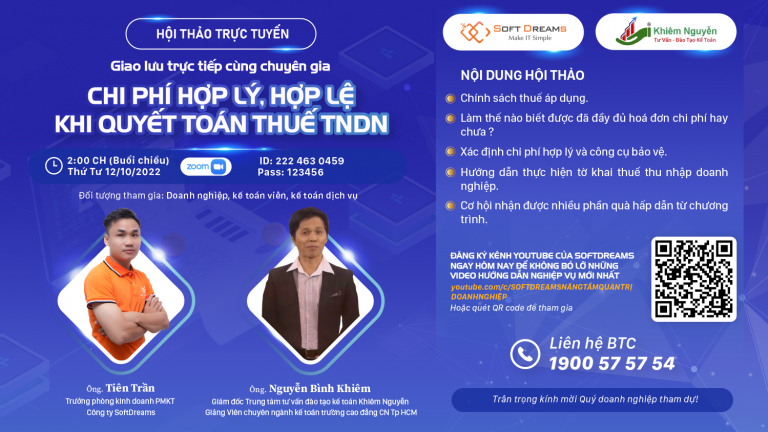 HỘI THẢO TRỰC TUYẾN
Giao lưu trực tiếp cùng chuyên gia
CHI PHÍ HỢP LÝ, HỢP LỆ
KHI QUYẾT TOÁN THUẾ TNDN
2:00 CH (Buổi chiều)
Thứ Tư 12/10/2022
zoom
ID: 222 463 0459
Pass: 123456
Đối tượng tham gia: Doanh nghiệp, kế toán viên, kế toán dịch vụ
Ông. Tiên Trần
Trưởng phòng kinh doanh PMKT
Công ty SoftDreams
Ông. Nguyễn Bình Khiêm
Giám đốc Trung tâm tư vấn đào tạo kế toán Khiêm Nguyễn
Giảng Viên chuyên ngành kế toán trường cao đẳng CN Tp HCM
SOFT DREAMS
Make IT Simple
Khiêm Nguyễn
Tư Vấn - Đào Tạo Kế Toán
NỘI DUNG HỘI THẢO
Chính sách thuế áp dụng.
Làm thế nào biết được đã đầy đủ hoá đơn chi phí hay
chưa ?
Xác định chi phí hợp lý và công cụ bảo vệ.
Hướng dẫn thực hiện tờ khai thuế thu nhập doanh
nghiệp.
Cơ hội nhận được nhiều phần quà hấp dẫn từ chương
trình.
ĐĂNG KÝ KÊNH YOUTUBE CỦA SOFTDREAMS
NGAY HÔM NAY ĐỂ KHÔNG BỎ LỠ NHỮNG
VIDEO HƯỚNG DẪN NGHIỆP VỤ MỚI NHẤT
youtube.com/c/SOFTDREAMSNÂNGTẦMQUẢNTRỊ
DOANHNGHIỆP
Hoặc quét QR code để tham gia
Liên hệ BTC
1900 57 57 54
Trân trọng kính mời Quý doanh nghiệp tham dự!